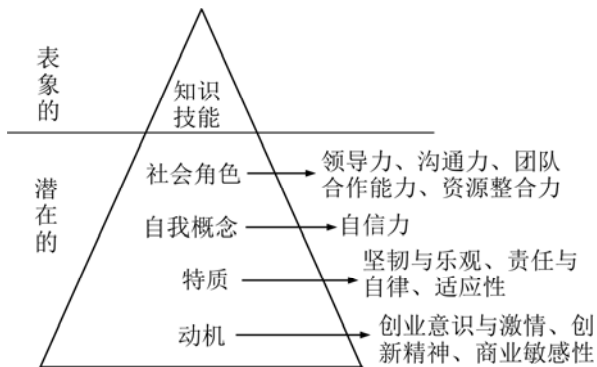 表象的
知识
技能
潜在的
社会角色
领导力、沟通力、团队
合作能力、资源整合力
自我概念
自信力
特质
坚韧与乐观、责任与
自律、适应性
动机
创业意识与激情、创
新精神、商业敏感性